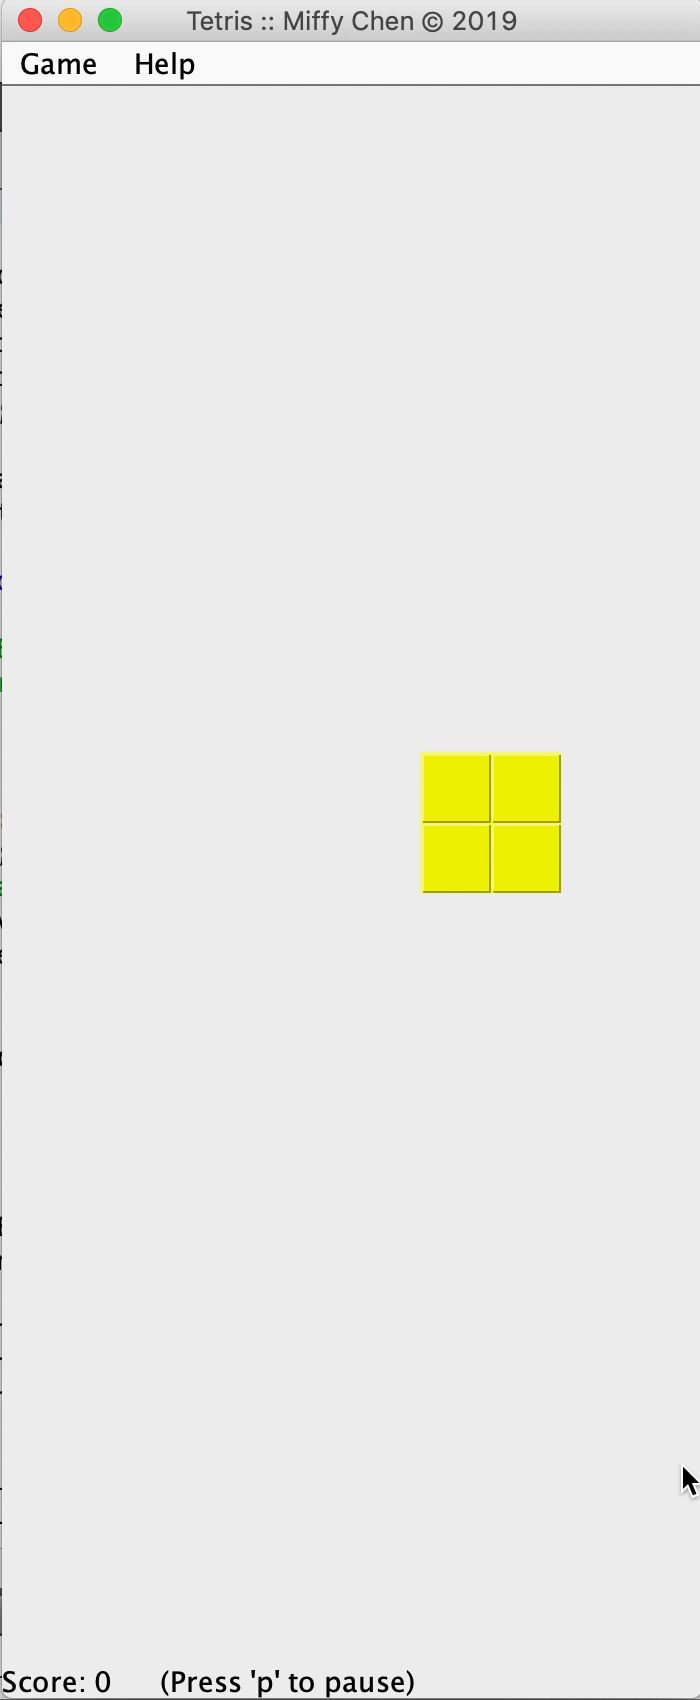 Tetris :: Miffy Chen © 2019
Game Help
Score: 0 (Press 'p' to pause)